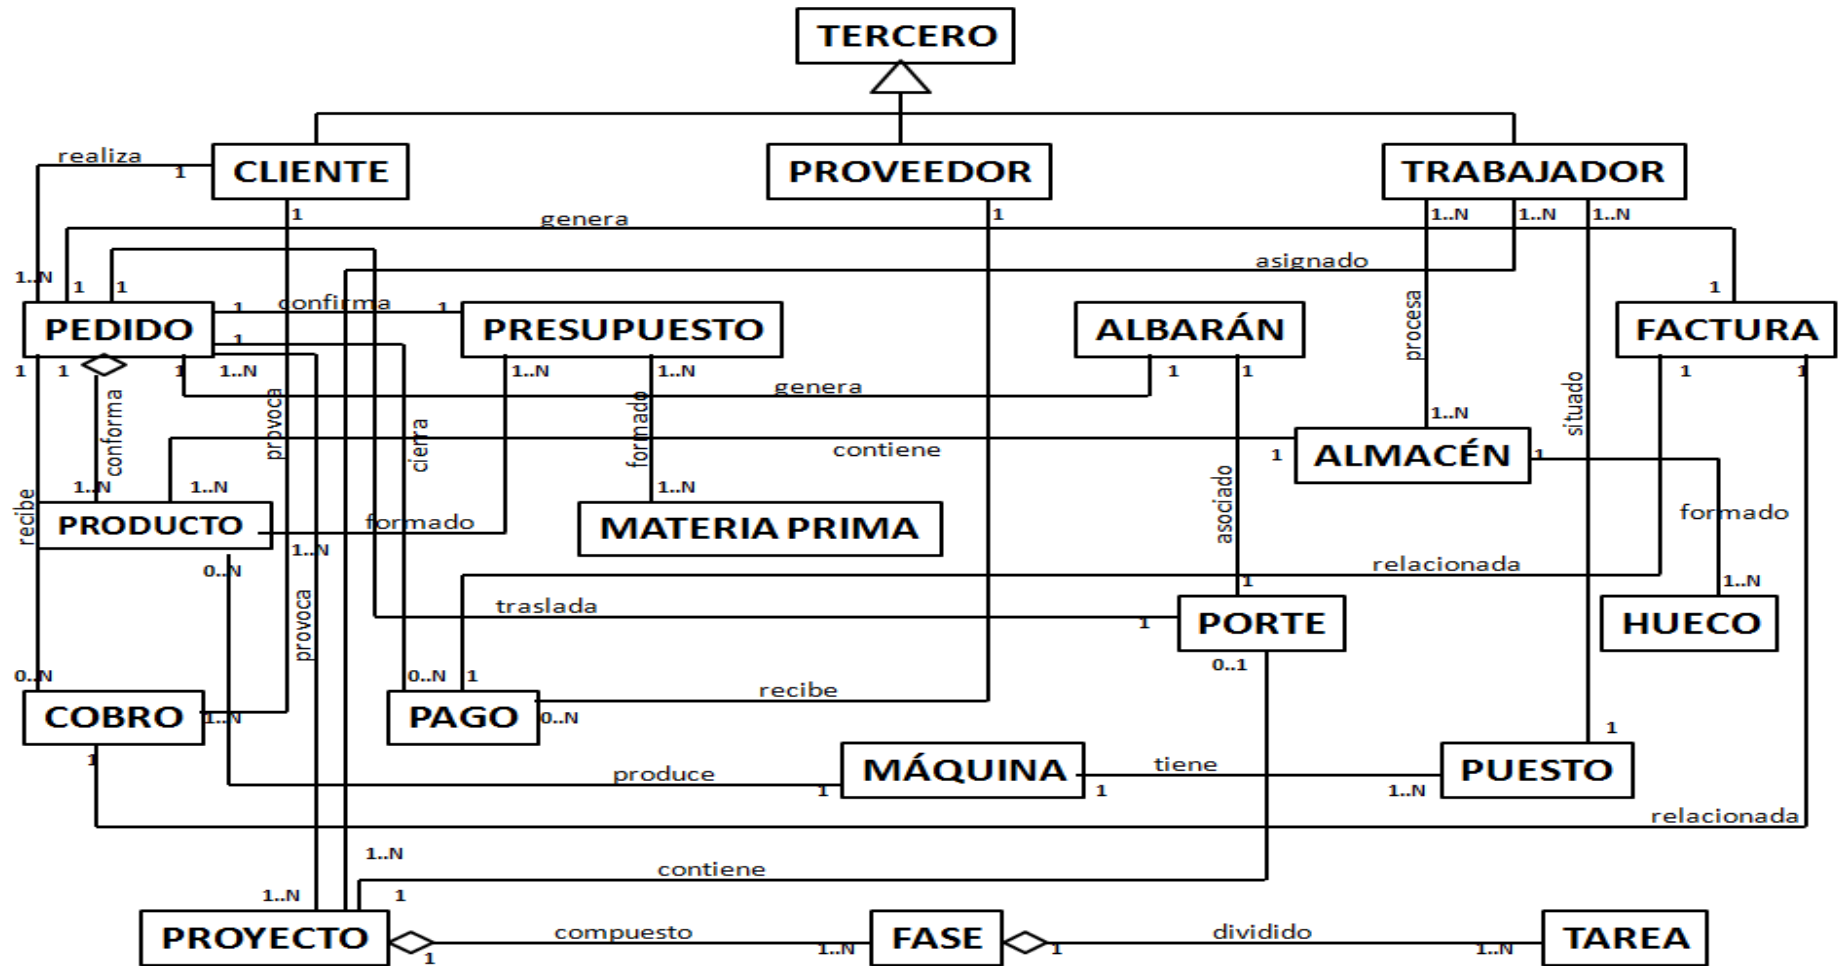 TERCERO
realiza
1
CLIENTE
PROVEEDOR
TRABAJADOR
1
genera
1
1..N
1..N
1..N
asignado
1..N
1
1
1
confirma
1
1
PEDIDO
PRESUPUESTO
ALBARÁN
procesa
FACTURA
1
1
1
1
1..N
1..N
1..N
genera
1
1
situado
1
1
conforma
provoca
cierra
formado
contiene
1..N
1
ALMACÉN
1
recibe
1..N
1..N
1..N
asociado
PRODUCTO
formado
MATERIA PRIMA
formado
1..N
0..N
relacionada
1
1..N
provoca
traslada
1
PORTE
HUECO
0..N
0..N
1
0..1
COBRO
1..N
PAGO
0..N
recibe
1
1
produce
1
MÁQUINA
1
tiene
1..N
PUESTO
relacionada
1..N
contiene
1..N
1
PROYECTO
1
compuesto
1..N
FASE
1
dividido
1..N
TAREA